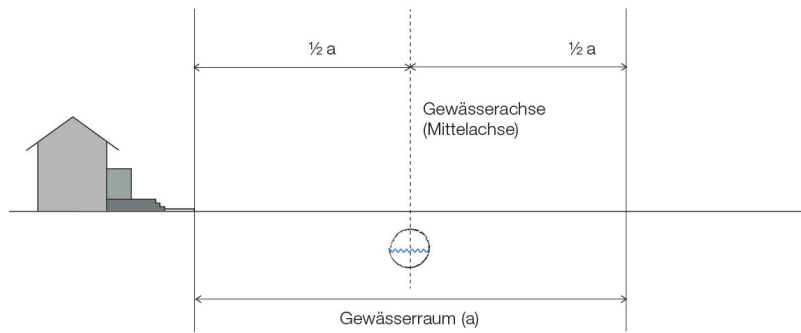 ½ a
½ a
Gewässerachse
(Mittelachse)
Gewässerraum (a)